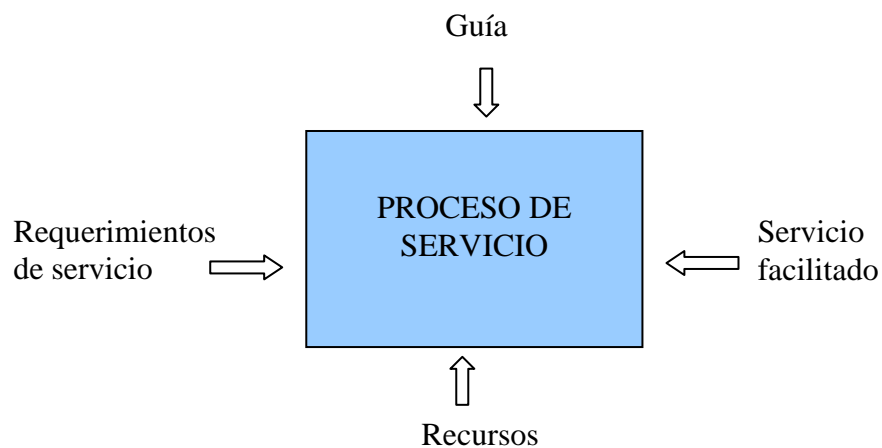 Guía
PROCESO DE
SERVICIO
Requerimientos
de servicio
Servicio
facilitado
Recursos